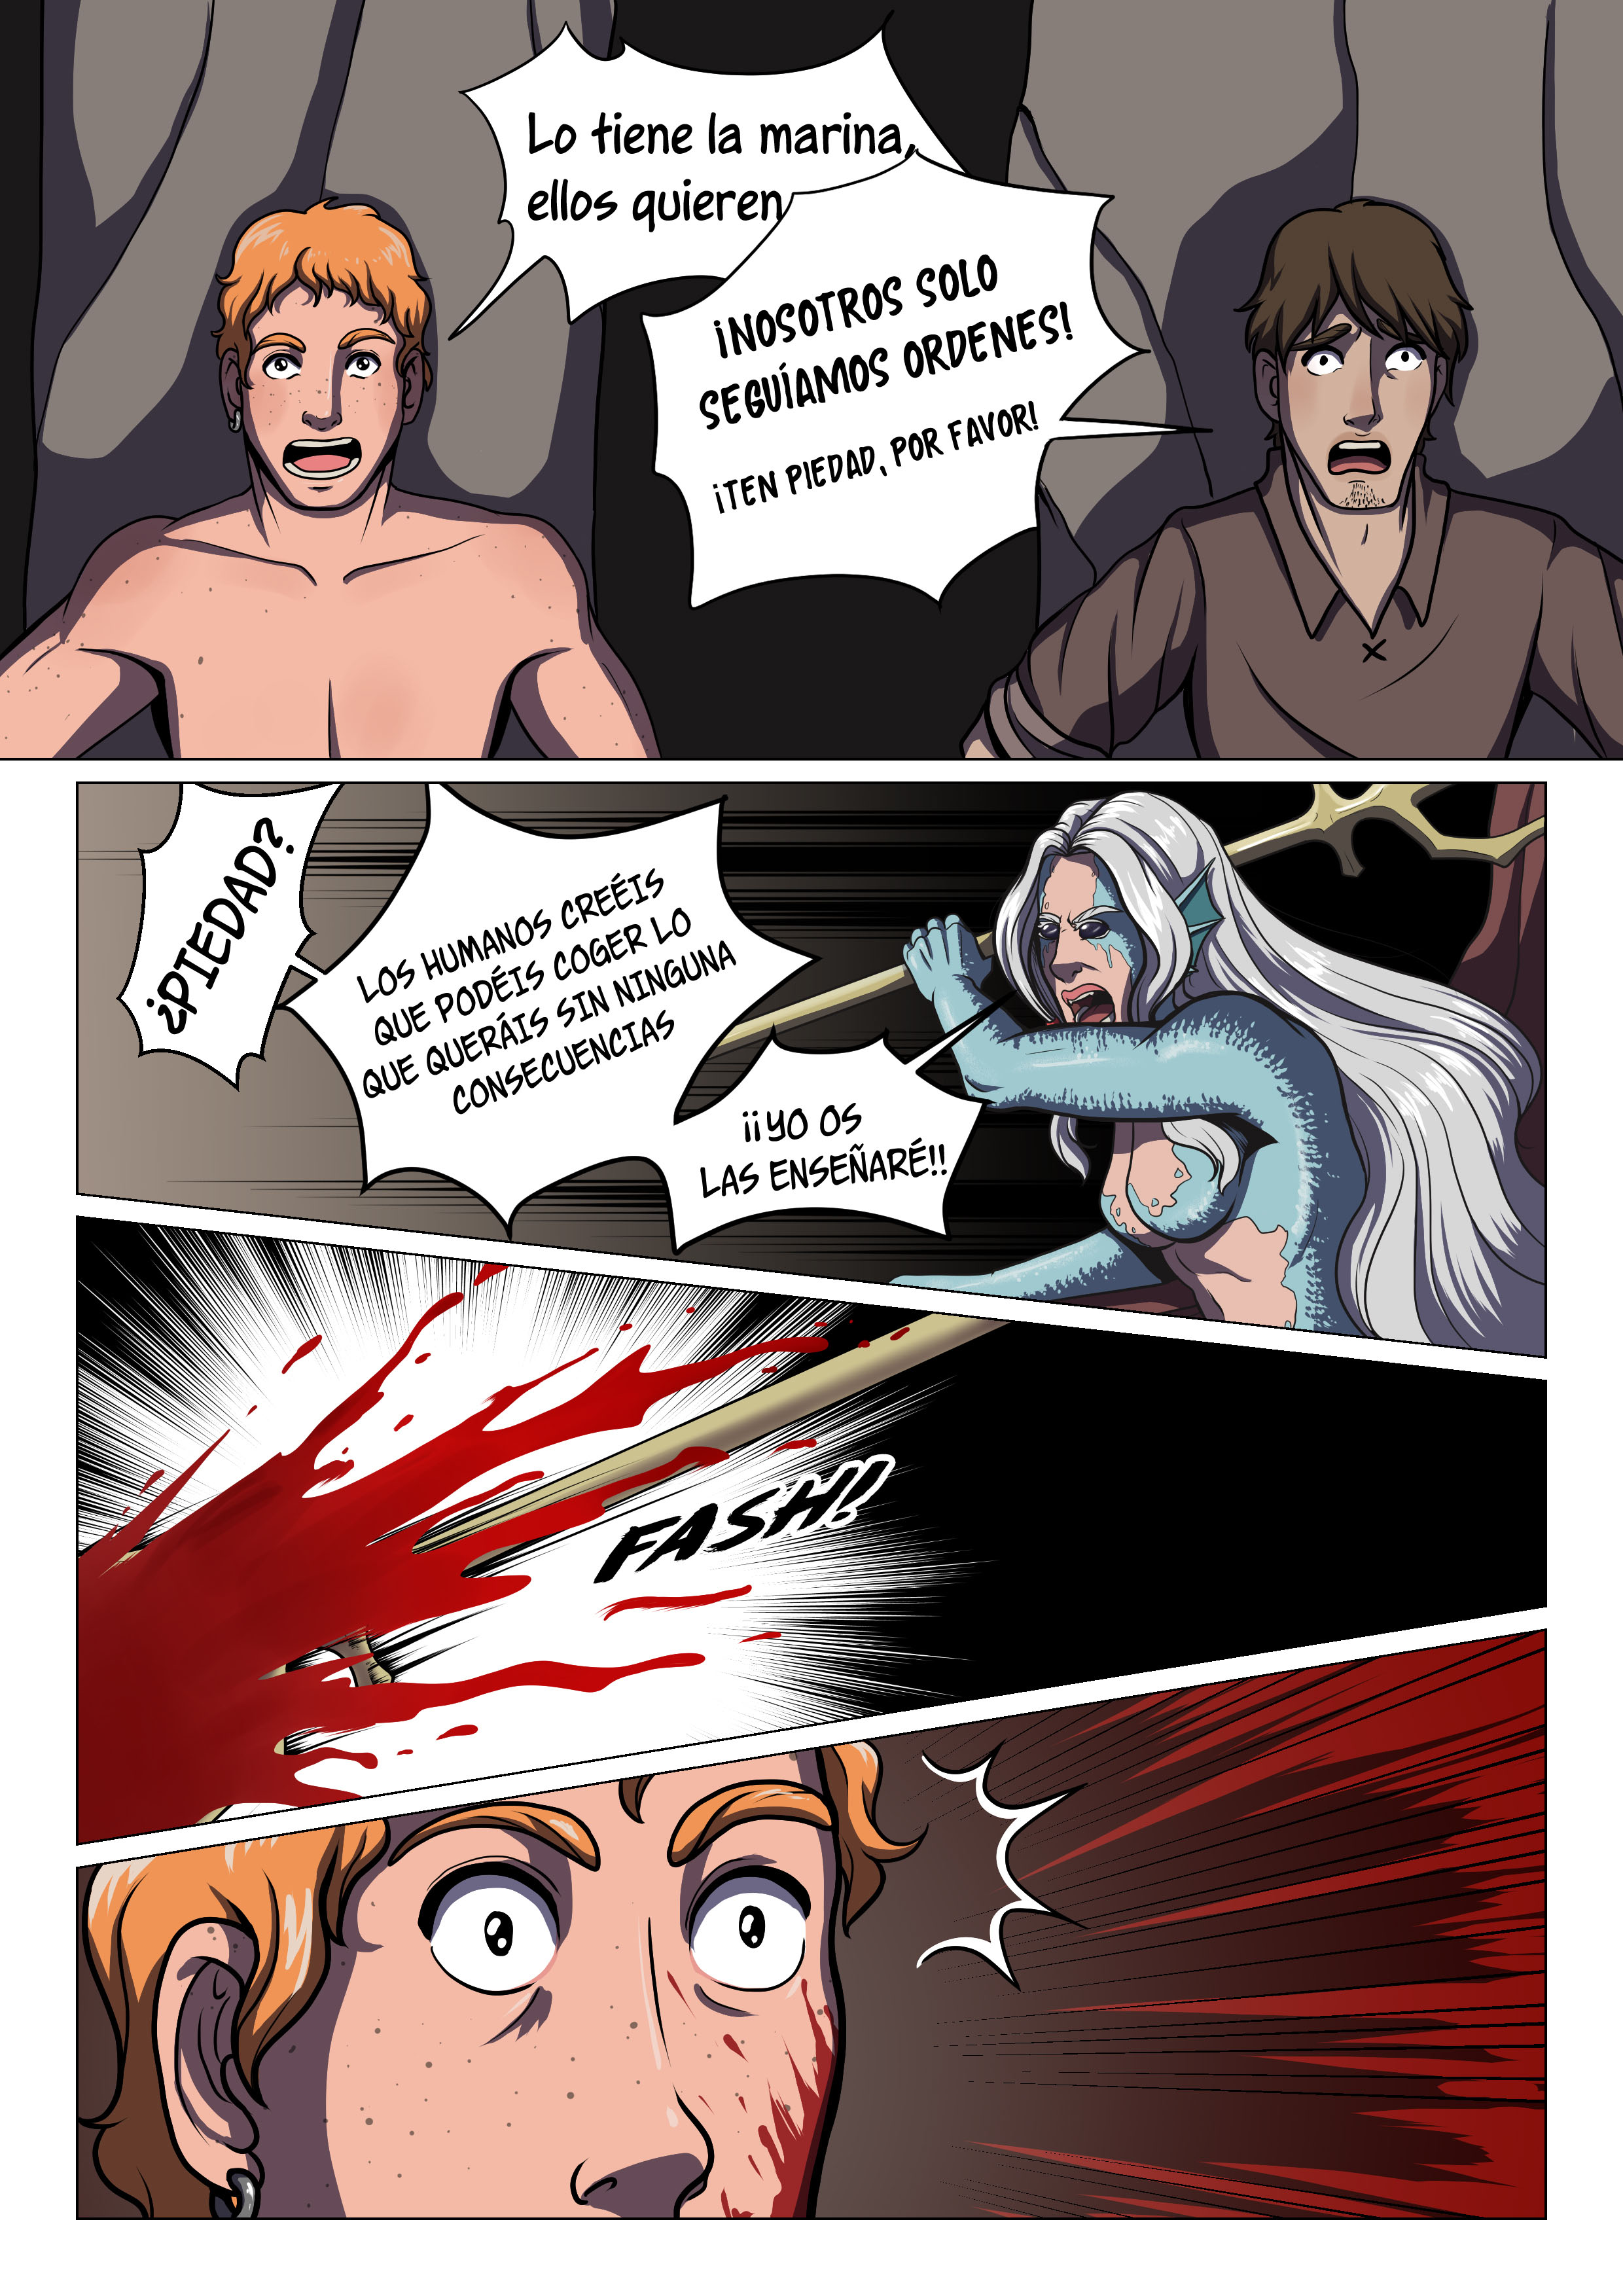 Lo tiene la marina,
ellos quieren
¡NOSOTROS SOLO
SEGUÍAMOS ORDENES!
¡TEN PIEDAD, POR FAVOR!
¿PIEDAD?
LOS HUMANOS CREÉIS
QUE PODÉIS COGER LO
QUE QUERÁIS SIN NINGUNA
CONSECUENCIAS
¡¡YO OS
LAS ENSEÑARÉ!!
FASH!!